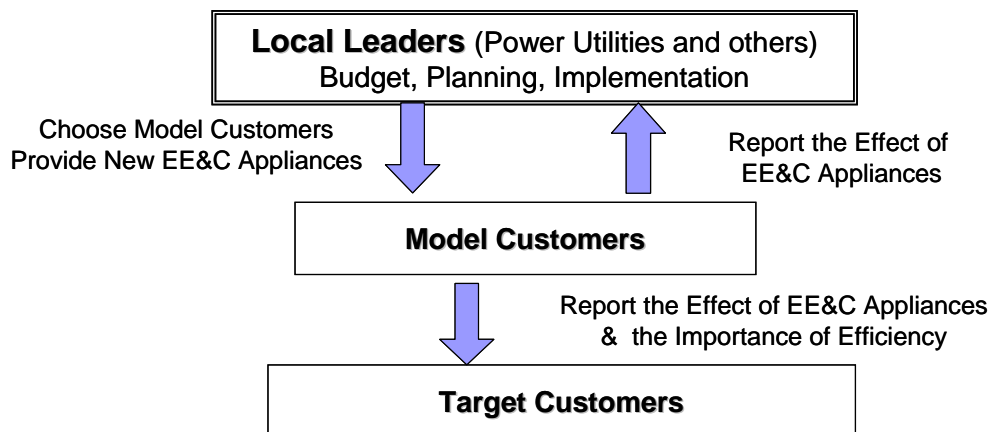 Local Leaders (Power Utilities and others)
Budget, Planning, Implementation
Choose Model Customers
Provide New EE&C Appliances
Report the Effect of
EE&C Appliances
Model Customers
Report the Effect of EE&C Appliances
& the Importance of Efficiency
Target Customers